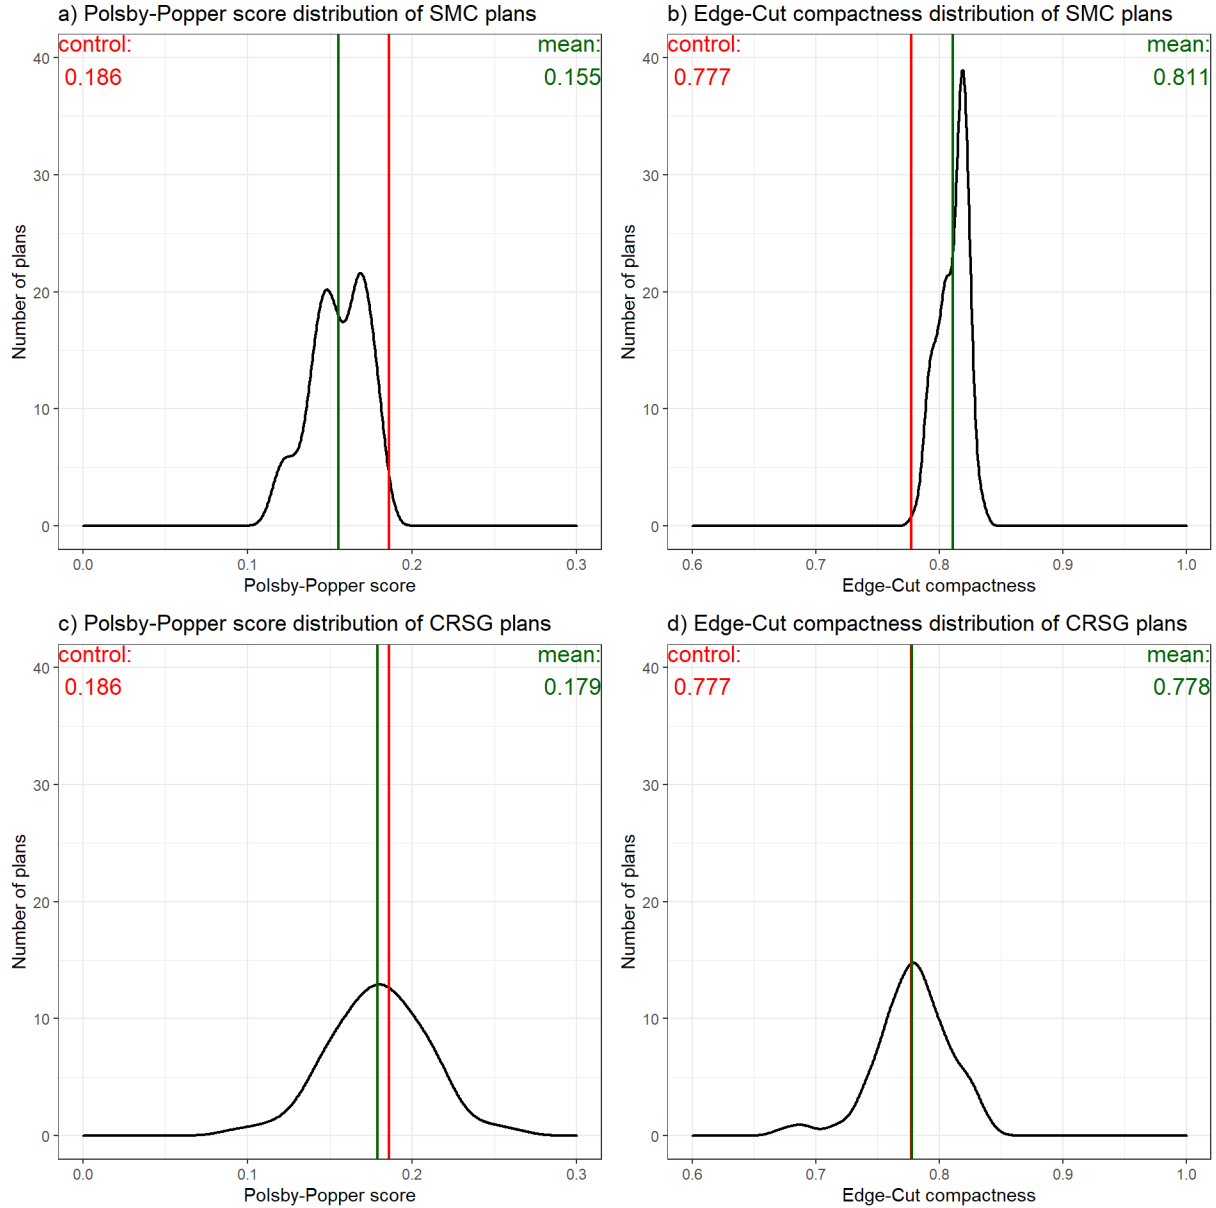 a) Polsby-Popper score distribution of SMC plans
control:
0.186
mean:
0.155
40
30
20
10
0
Number of plans
0.0
0.1
0.2
0.3
Polsby-Popper score
b) Edge-Cut compactness distribution of SMC plans
control:
0.777
mean:
0.811
40
30
20
10
0
Number of plans
0.6
0.7
0.8
0.9
1.0
Edge-Cut compactness
c) Polsby-Popper score distribution of CRSG plans
control:
0.186
mean:
0.179
40
30
20
10
0
Number of plans
0.0
0.1
0.2
0.3
Polsby-Popper score
d) Edge-Cut compactness distribution of CRSG plans
control:
0.777
mean:
0.778
40
30
20
10
0
Number of plans
0.6
0.7
0.8
0.9
1.0
Edge-Cut compactness